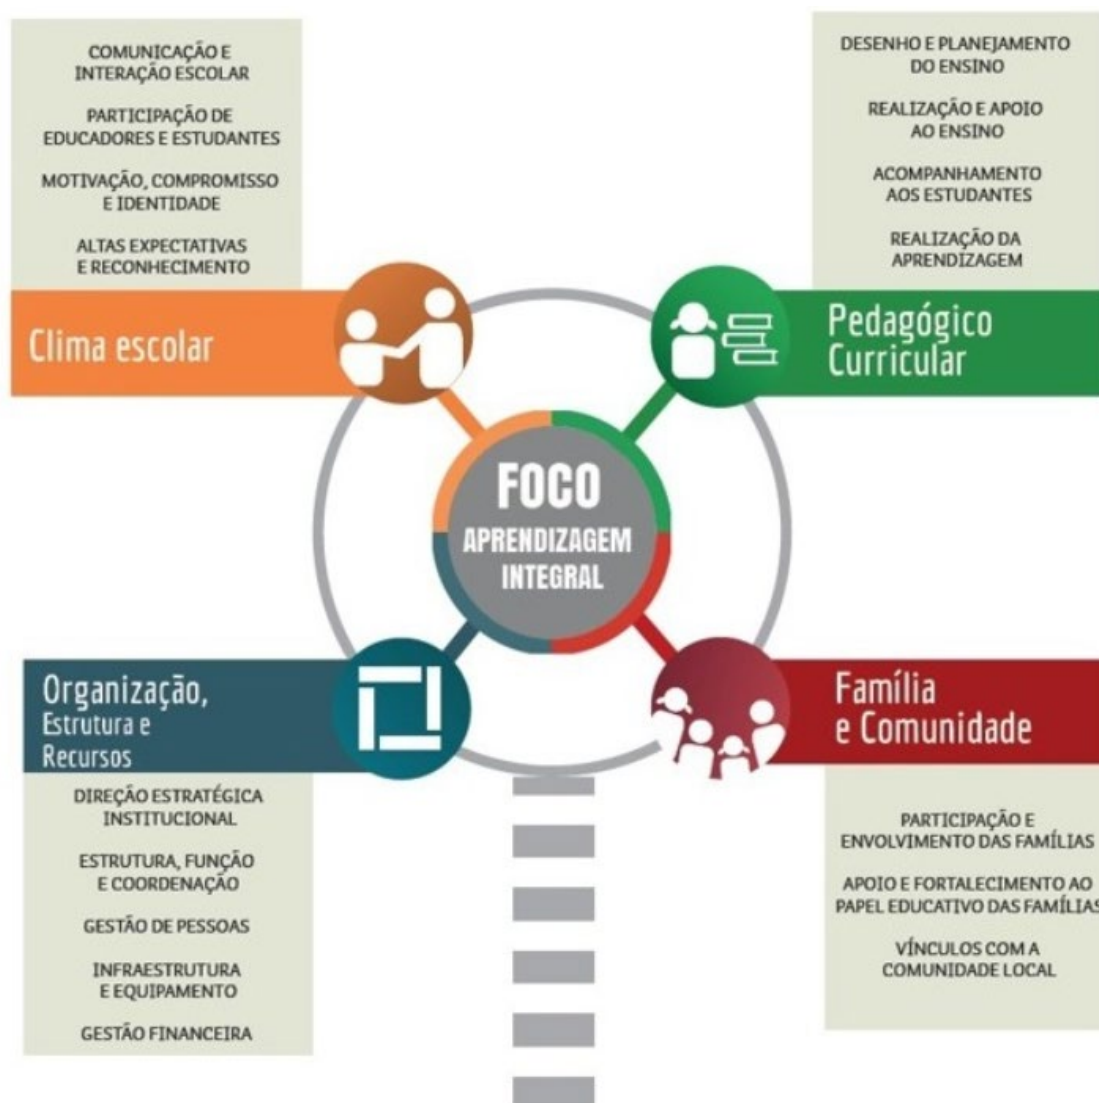 COMUNICAÇÃO E
INTERAÇÃO ESCOLAR
PARTICIPAÇÃO DE
EDUCADORES E ESTUDANTES
MOTIVAÇÃO, COMPROMISSO
E IDENTIDADE
ALTAS EXPECTATIVAS
E RECONHECIMENTO
Clima escolar
DESENHO E PLANEJAMENTO
DO ENSINO
REALIZAÇÃO E APOIO
AO ENSINO
ACOMPANHAMENTO
AOS ESTUDANTES
REALIZAÇÃO DA
APRENDIZAGEM
Pedagógico
Curricular
FOCO
APRENDIZAGEM
INTEGRAL
Organização,
Estrutura e
Recursos
DIREÇÃO ESTRATÉGICA
INSTITUCIONAL
ESTRUTURA, FUNÇÃO
E COORDENAÇÃO
GESTÃO DE PESSOAS
INFRAESTRUTURA
E EQUIPAMENTO
GESTÃO FINANCEIRA
Família
e Comunidade
PARTICIPAÇÃO E
ENVOLVIMENTO DAS FAMÍLIAS
APOIO E FORTALECIMENTO AO
PAPEL EDUCATIVO DAS FAMÍLIAS
VÍNCULOS COM A
COMUNIDADE LOCAL